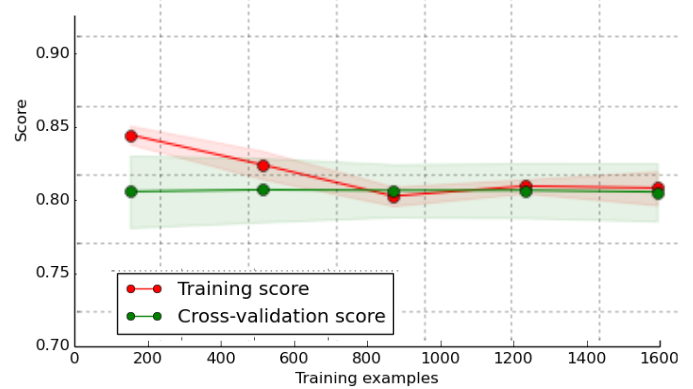 Score
0.90
0.85
0.80
0.75
0.70
Training score
Cross-validation score
0 200 400 600 800 1000 1200 1400 1600
Training examples